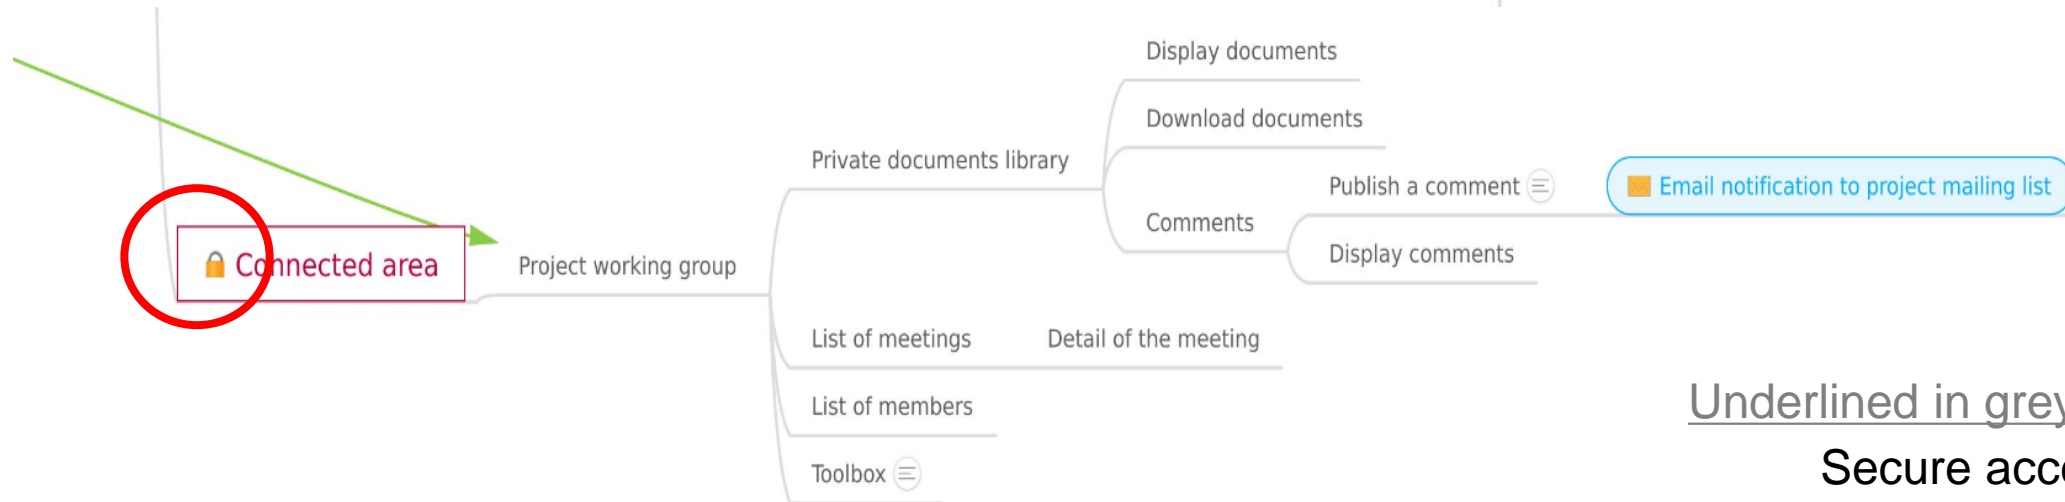 Display documents
Download documents
Private documents library
Publish a comment
Email notification to project mailing list
Comments
Display comments
Connected area
Project working group
List of meetings
Detail of the meeting
List of members
Toolbox
Underlined in grey
Secure